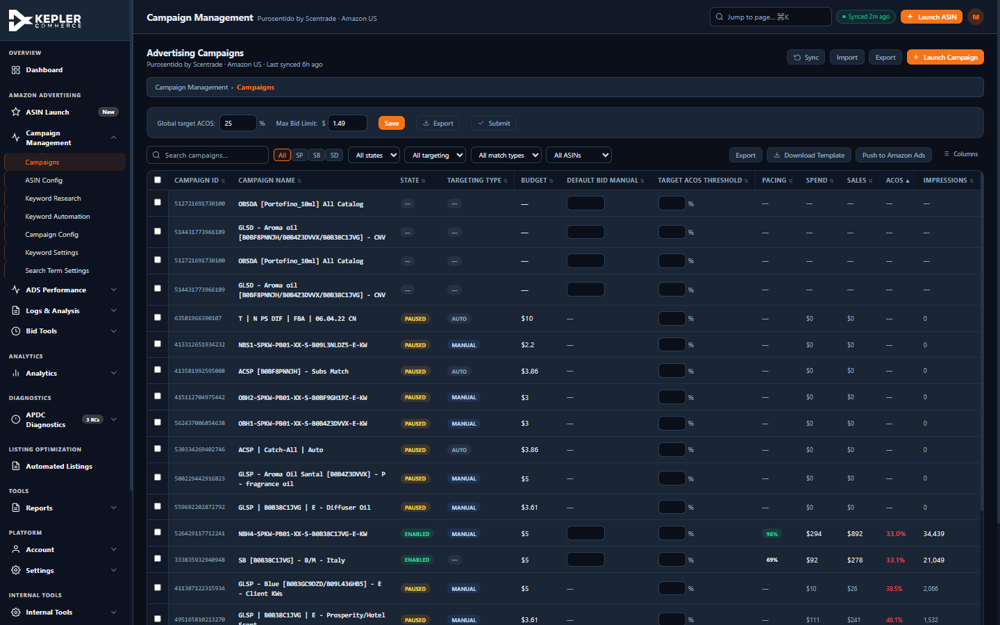 KEPLER
COMMERCE
Campaign Management Purosentido by Scentrade · Amazon US
Jump to page... ⌘K
Synced 2m ago
+ Launch ASIN
M
OVERVIEW
Dashboard
AMAZON ADVERTISING
ASIN Launch New
Campaign
Management
Campaigns
ASIN Config
Keyword Research
Keyword Automation
Campaign Config
Keyword Settings
Search Term Settings
ADS Performance
Logs & Analysis
Bid Tools
ANALYTICS
Analytics
DIAGNOSTICS
APDC
Diagnostics 3 RCs
LISTING OPTIMIZATION
Automated Listings
TOOLS
Reports
PLATFORM
Account
Settings
INTERNAL TOOLS
Internal Tools
Advertising Campaigns
Purosentido by Scentrade · Amazon US · Last synced 6h ago
Sync Import Export + Launch Campaign
Campaign Management › Campaigns
Global target ACOS: 25 % Max Bid Limit: $ 1.49 Save Export Submit
Search campaigns... All SP SB SD All states All targeting All match types All ASINs Export Download Template Push to Amazon Ads Columns
CAMPAIGN ID CAMPAIGN NAME STATE TARGETING TYPE BUDGET DEFAULT BID MANUAL TARGET ACOS THRESHOLD PACING SPEND SALES ACOS ▲ IMPRESSIONS
512721691730100 OBSDA [Portofino_10ml] All Catalog — — — % — — — — —
514431773966189 GLSD - Aroma oil
[B0BF8PNNJH/B0B4Z3DVVX/B0B38C1JVG] - CNV — — — % — — — — —
512721691730100 OBSDA [Portofino_10ml] All Catalog — — — % — — — — —
514431773966189 GLSD - Aroma oil
[B0BF8PNNJH/B0B4Z3DVVX/B0B38C1JVG] - CNV — — — % — — — — —
63581966390107 T | N PS DIF | FBA | 06.04.22 CN PAUSED AUTO $10 — % — $0 $0 — 0
413312651934232 NBS1-SPKW-PB01-XX-S-B09L3NLDZ5-E-KW PAUSED MANUAL $2.2 — % — $0 $0 — 0
413581992595008 ACSP [B0BF8PNNJH] - Subs Match PAUSED AUTO $3.86 — % — $0 $0 — 0
415112704975442 OBH2-SPKW-PB01-XX-S-B0BF9GH1PZ-E-KW PAUSED MANUAL $3 — % — $0 $0 — 0
562437006854638 OBH1-SPKW-PB01-XX-S-B0B4Z3DVVX-E-KW PAUSED MANUAL $3 — % — $0 $0 — 0
530334269402746 ACSP | Catch-All | Auto PAUSED AUTO $3.86 — % — $0 $0 — 0
500229442916823 GLSP - Aroma Oil Santal [B0B4Z3DVVX] - P
- fragrance oil PAUSED MANUAL $5 — % — $0 $0 — 0
559692202872792 GLSP | B0B38C1JVG | E - Diffuser Oil PAUSED MANUAL $3.61 — % — $0 $0 — 0
526429117712241 NBH4-SPKW-PB01-XX-S-B0B38C1JVG-E-KW ENABLED MANUAL $5 % 96% $294 $892 33.0% 34,439
333835932940948 SB [B0B38C1JVG] - B/M - Italy ENABLED — $5 % 69% $92 $278 33.1% 21,049
411387122315934 GLSP - Blue [B0B3GC9DZD/B09L436HB5] - E
- Client KWs PAUSED MANUAL $5 — % — $10 $26 38.5% 2,066
495165810213270 GLSP | B0B38C1JVG | E - Prosperity/Hotel
Scent PAUSED MANUAL $3.61 — % — $111 $241 46.1% 1,532